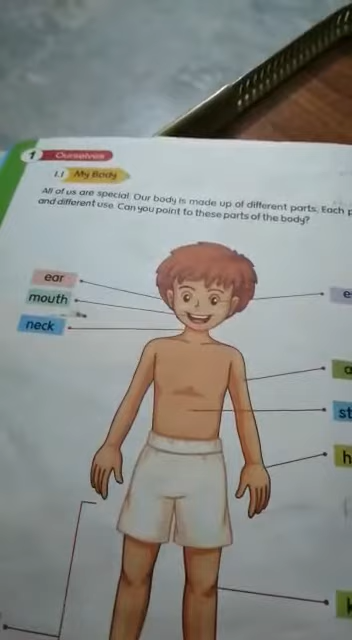 1 Ourselves
1.1 My Body
All of us are special. Our body is made up of different parts. Each
and different use. Can you point to these parts of the body?
ear
mouth
neck